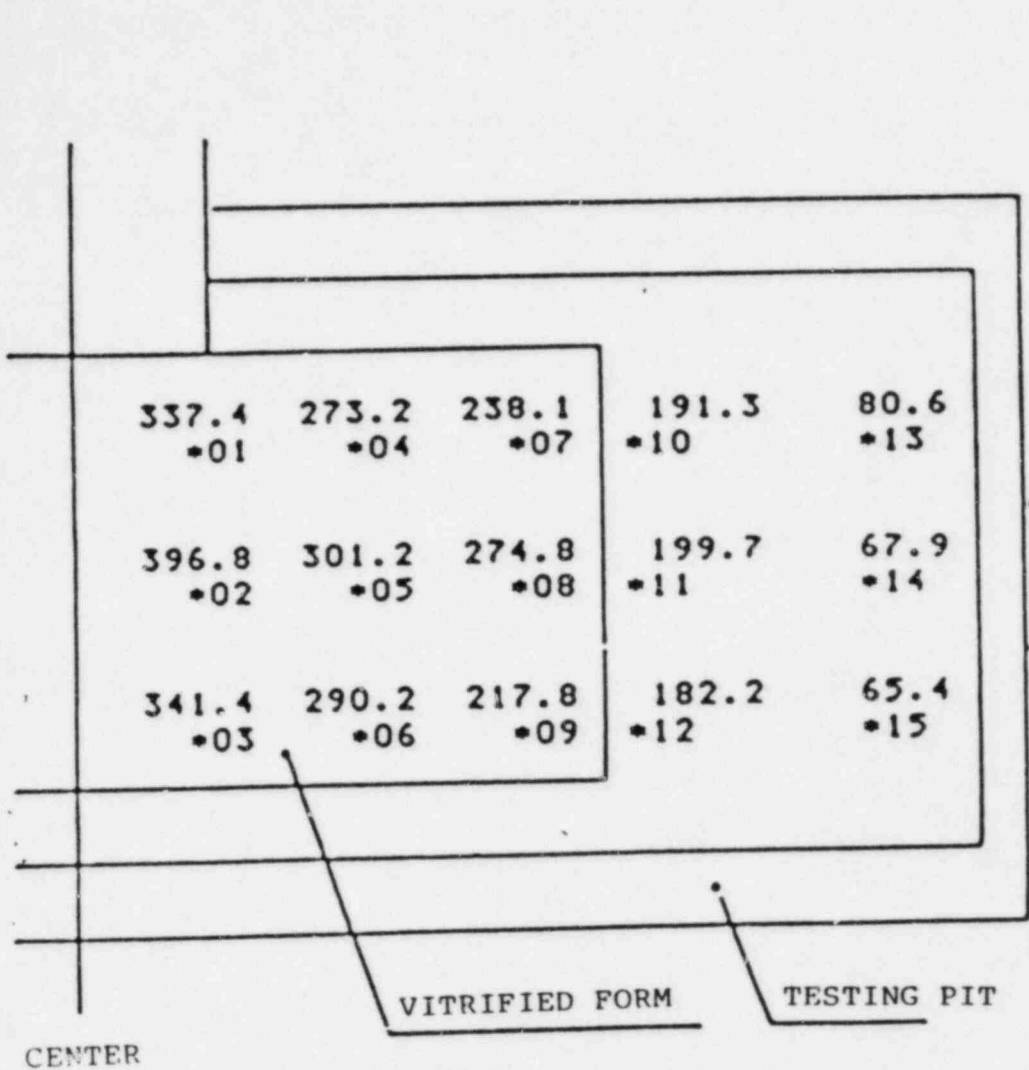 337.4 273.2 238.1 191.3 80.6
*01 *04 *07 *10 *13
396.8 301.2 274.8 199.7 67.9
*02 *05 *08 *11 *14
341.4 290.2 217.8 182.2 65.4
*03 *06 *09 *12 *15
VITRIFIED FORM TESTING PIT
CENTER